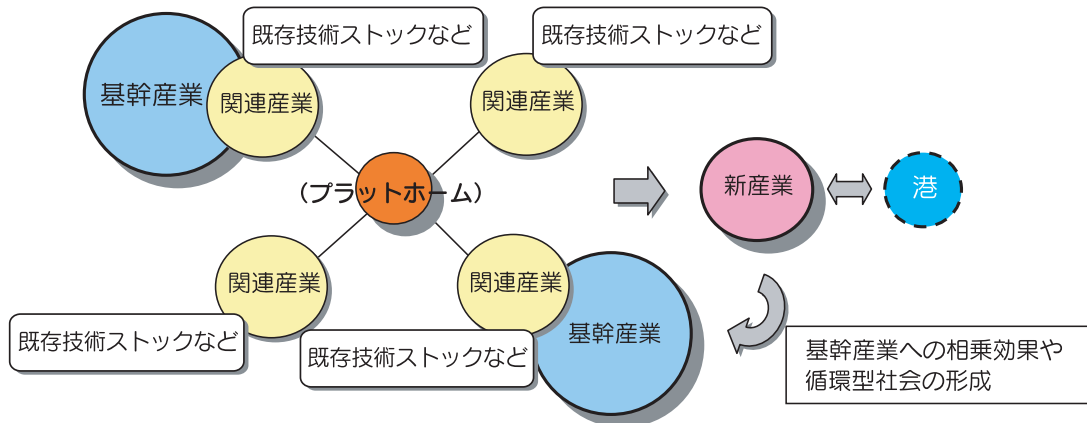 既存技術ストックなど
既存技術ストックなど
基幹産業
関連産業
関連産業
(プラットホーム)
新産業
港
関連産業
関連産業
既存技術ストックなど
既存技術ストックなど
基幹産業
基幹産業への相乗効果や
循環型社会の形成